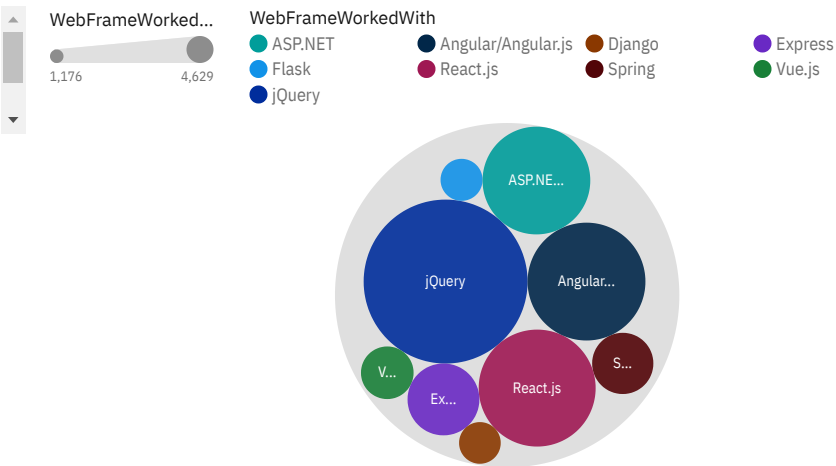 WebFrameWorked...
1,176 4,629
WebFrameWorkedWith
ASP.NET Angular/Angular.js Django Express
Flask React.js Spring Vue.js
jQuery
ASP.NE...
jQuery Angular...
V... Ex... React.js S...